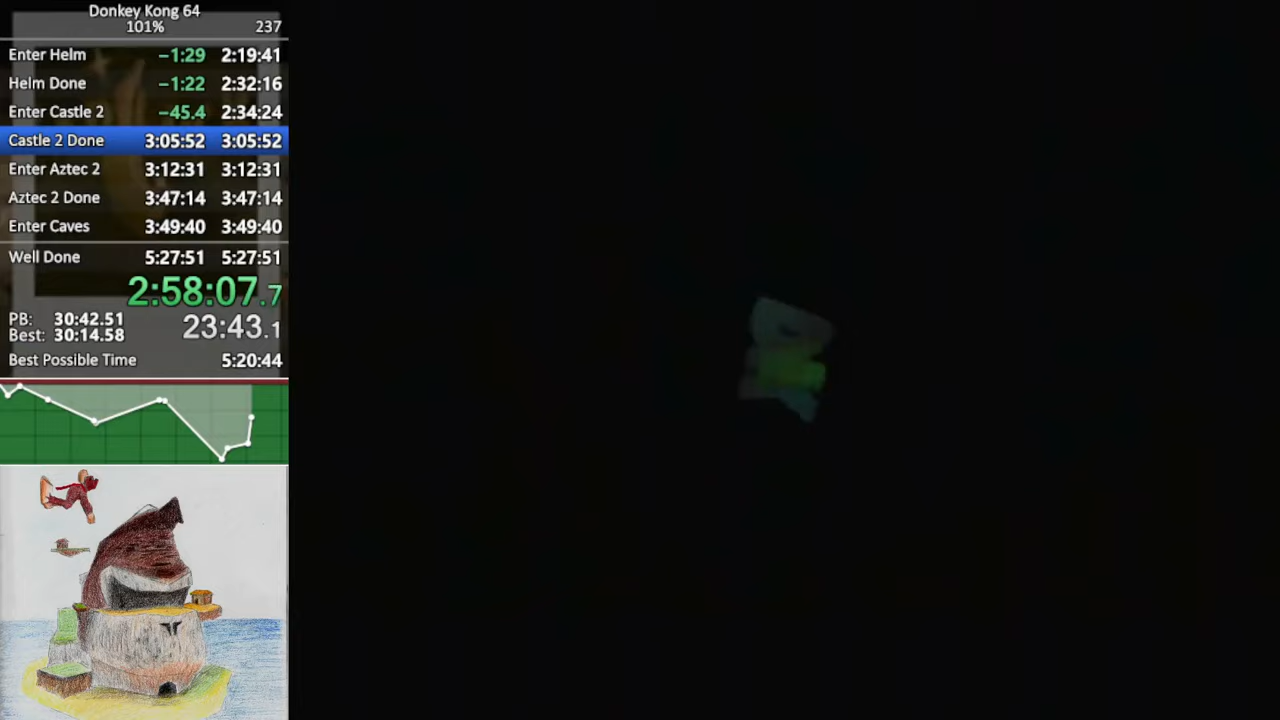 Donkey Kong 64
101% 237
Enter Helm −1:29 2:19:41
Helm Done −1:22 2:32:16
Enter Castle 2 −45.4 2:34:24
Castle 2 Done 3:05:52 3:05:52
Enter Aztec 2 3:12:31 3:12:31
Aztec 2 Done 3:47:14 3:47:14
Enter Caves 3:49:40 3:49:40
Well Done 5:27:51 5:27:51
2:58:07.7
PB: 30:42.51 23:43.1
Best: 30:14.58
Best Possible Time 5:20:44